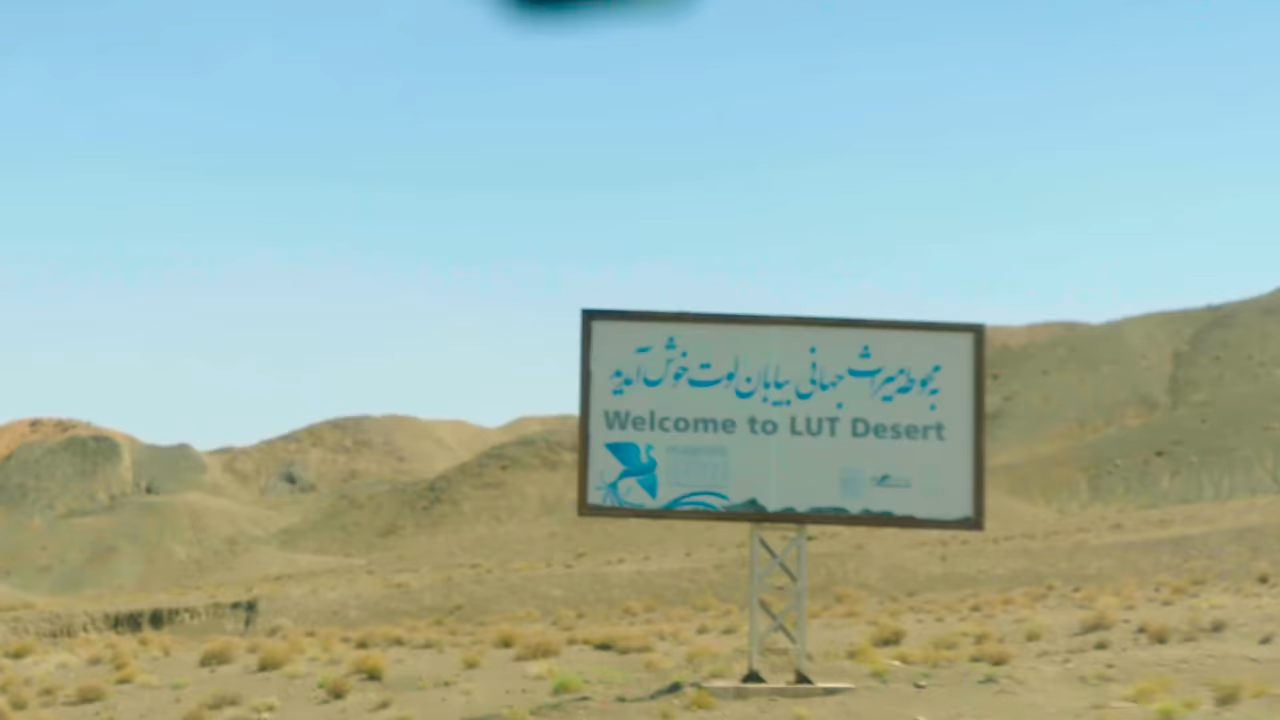 به مجموعه میراث جهانی بیابان لوت خوش آمدید
Welcome to LUT Desert